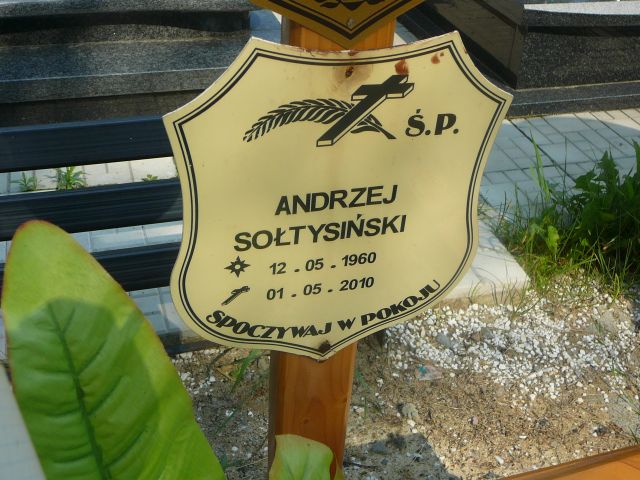 Ś.P.
ANDRZEJ
SOŁTYSIŃSKI
12.05.1960
01.05.2010
SPOCZYWAJ W POKOJU